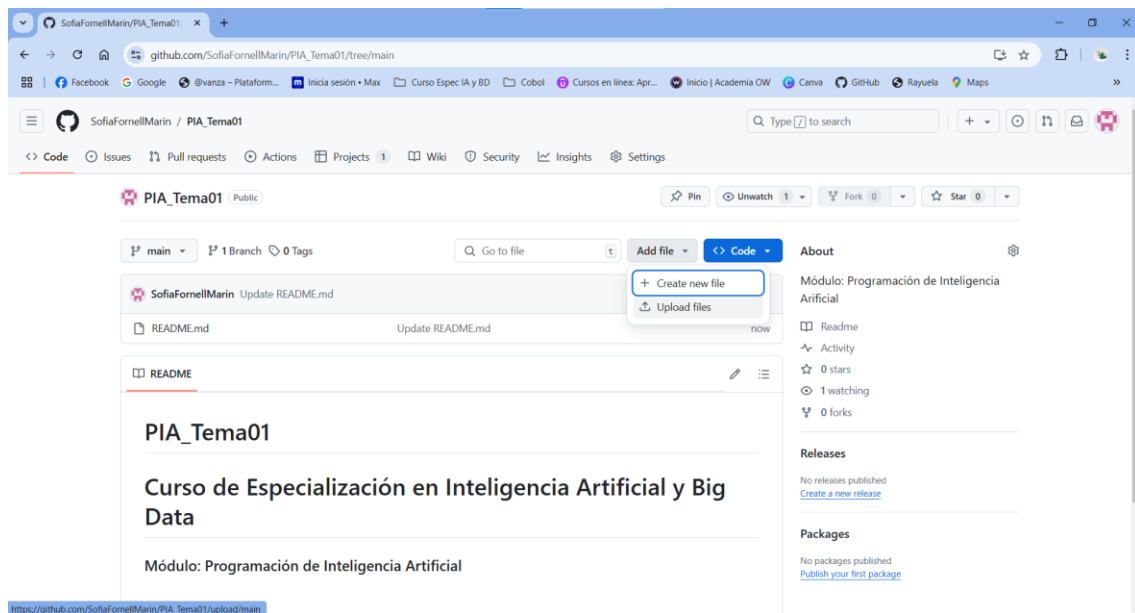 SofiaFornellMarin/PIA_Tema01:
github.com/SofiaFornellMarin/PIA_Tema01/tree/main
Facebook Google @vanza – Plataform... Inicia sesión • Max Curso Espec IA y BD Cobol Cursos en línea: Apr... Inicio | Academia OW Canva GitHub Rayuela Maps »
SofiaFornellMarin / PIA_Tema01 Type / to search
<> Code Issues Pull requests Actions Projects 1 Wiki Security Insights Settings
PIA_Tema01 Public Pin Unwatch 1 Fork 0 Star 0
main 1 Branch 0 Tags Go to file t Add file <> Code About
+ Create new file
Upload files
Módulo: Programación de Inteligencia
Arificial
SofiaFornellMarin Update README.md
README.md Update README.md now
Readme
Activity
0 stars
1 watching
0 forks
README
PIA_Tema01
Curso de Especialización en Inteligencia Artificial y Big
Data
Módulo: Programación de Inteligencia Artificial
Releases
No releases published
Create a new release
Packages
No packages published
Publish your first package
https://github.com/SofiaFornellMarin/PIA_Tema01/upload/main